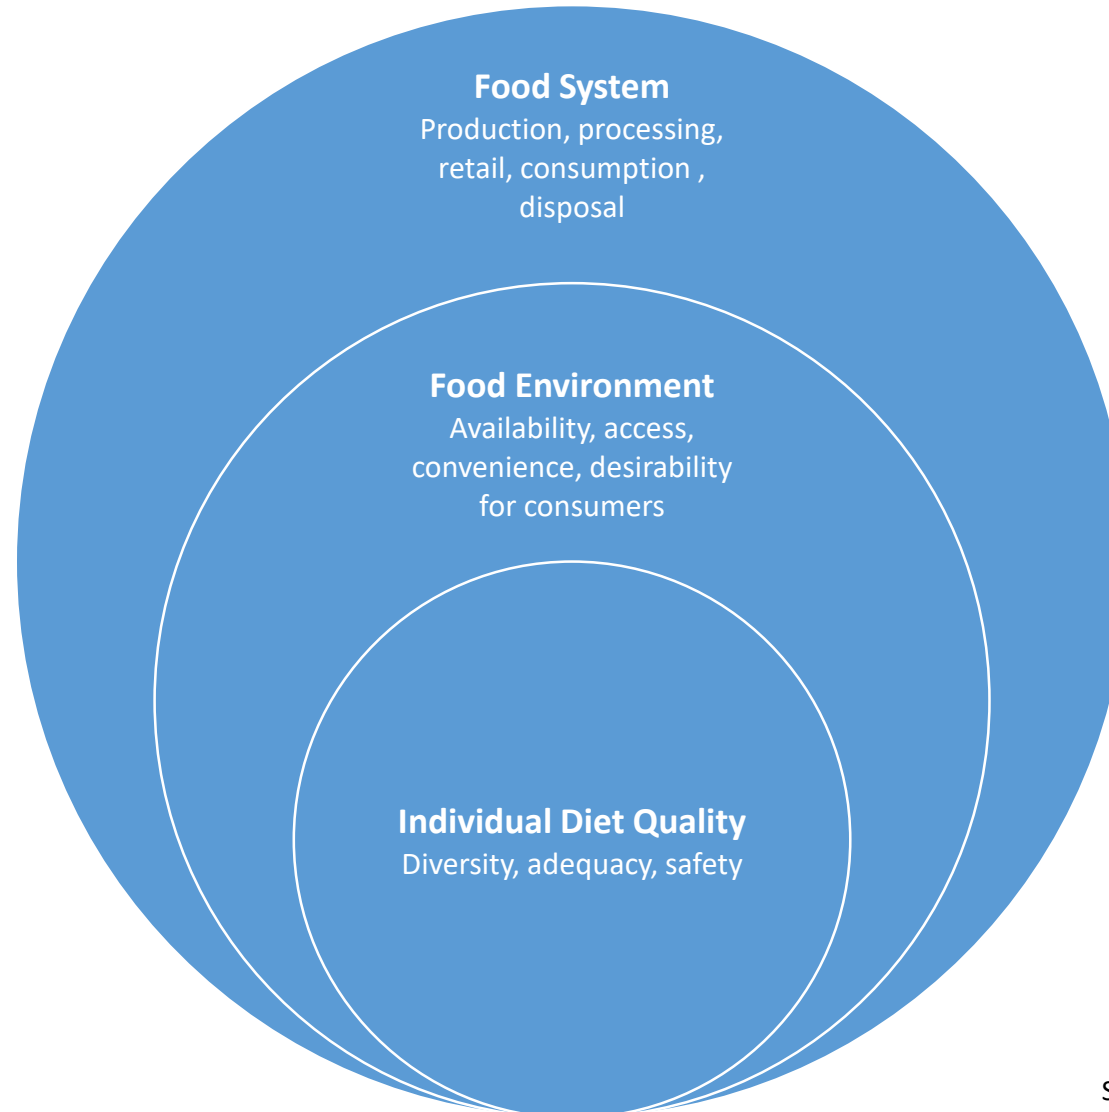 Food System
Production, processing,
retail, consumption ,
disposal
Food Environment
Availability, access,
convenience, desirability
for consumers
Individual Diet Quality
Diversity, adequacy, safety